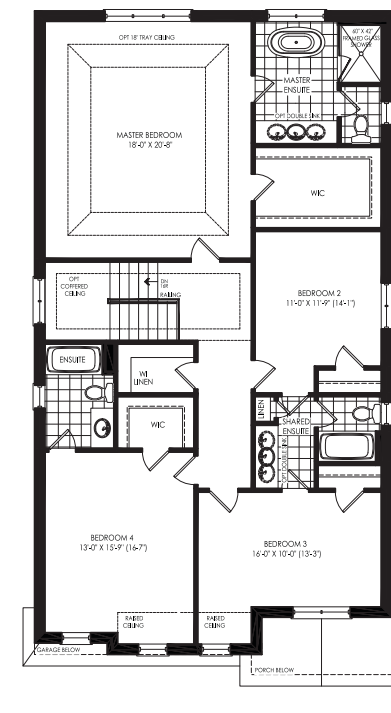 OPT 18' TRAY CEILING
60" X 42"
FRAMED GLASS
SHOWER
MASTER
ENSUITE
OPT DOUBLE SINK
MASTER BEDROOM
18'-0" X 20'-8"
WIC
OPT
COFFERED
CEILING
DN
16R
RAILING
BEDROOM 2
11'-0" X 11'-9" (14'-1")
ENSUITE
W/I
LINEN
WIC
LINEN
SHARED
ENSUITE
OPT DOUBLE SINK
BEDROOM 4
13'-0" X 15'-9" (16-7")
BEDROOM 3
16'-0" X 10'-0" (13'-3")
RAISED
CEILING
RAISED
CEILING
GARAGE BELOW
PORCH BELOW